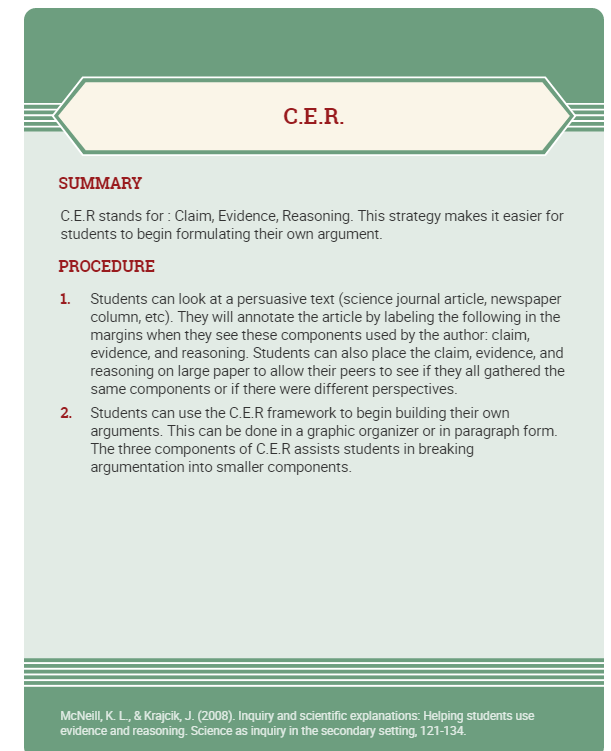 C.E.R.
SUMMARY
C.E.R stands for : Claim, Evidence, Reasoning. This strategy makes it easier for
students to begin formulating their own argument.
PROCEDURE
1. Students can look at a persuasive text (science journal article, newspaper
column, etc). They will annotate the article by labeling the following in the
margins when they see these components used by the author: claim,
evidence, and reasoning. Students can also place the claim, evidence, and
reasoning on large paper to allow their peers to see if they all gathered the
same components or if there were different perspectives.
2. Students can use the C.E.R framework to begin building their own
arguments. This can be done in a graphic organizer or in paragraph form.
The three components of C.E.R assists students in breaking
argumentation into smaller components.
McNeill, K. L., & Krajcik, J. (2008). Inquiry and scientific explanations: Helping students use
evidence and reasoning. Science as inquiry in the secondary setting, 121-134.